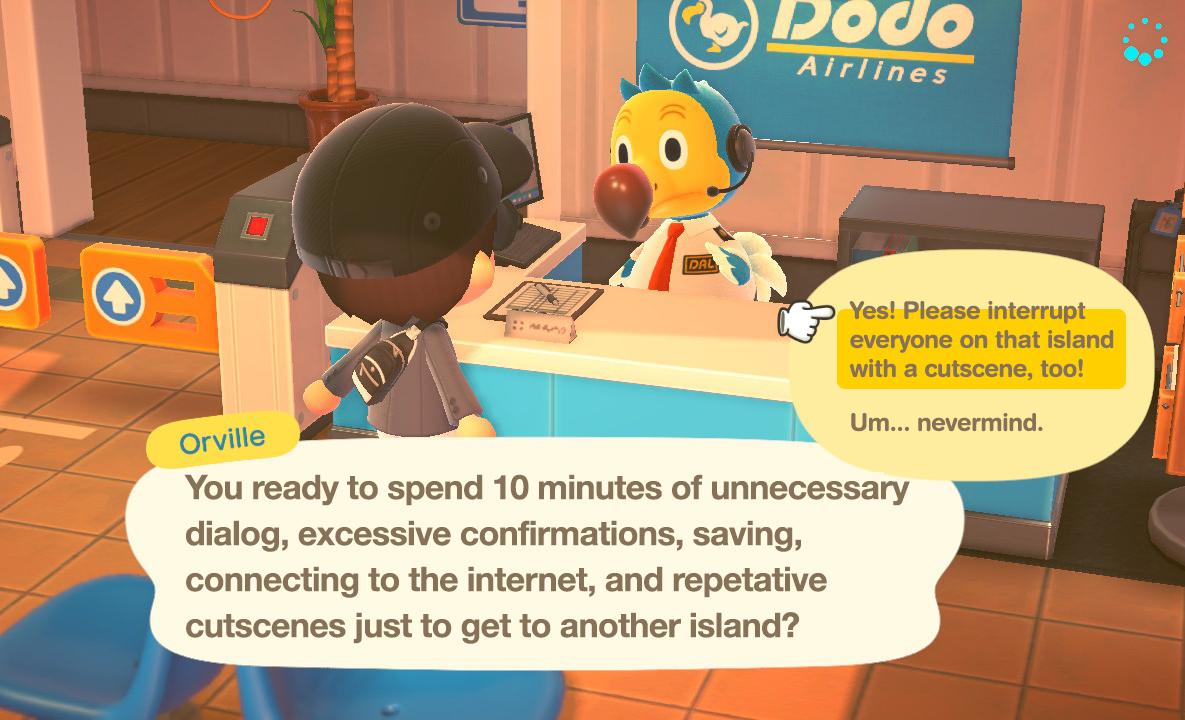 Dodo
Airlines
DAL
Yes! Please interrupt
everyone on that island
with a cutscene, too!
Um... nevermind.
Orville
You ready to spend 10 minutes of unnecessary
dialog, excessive confirmations, saving,
connecting to the internet, and repetative
cutscenes just to get to another island?